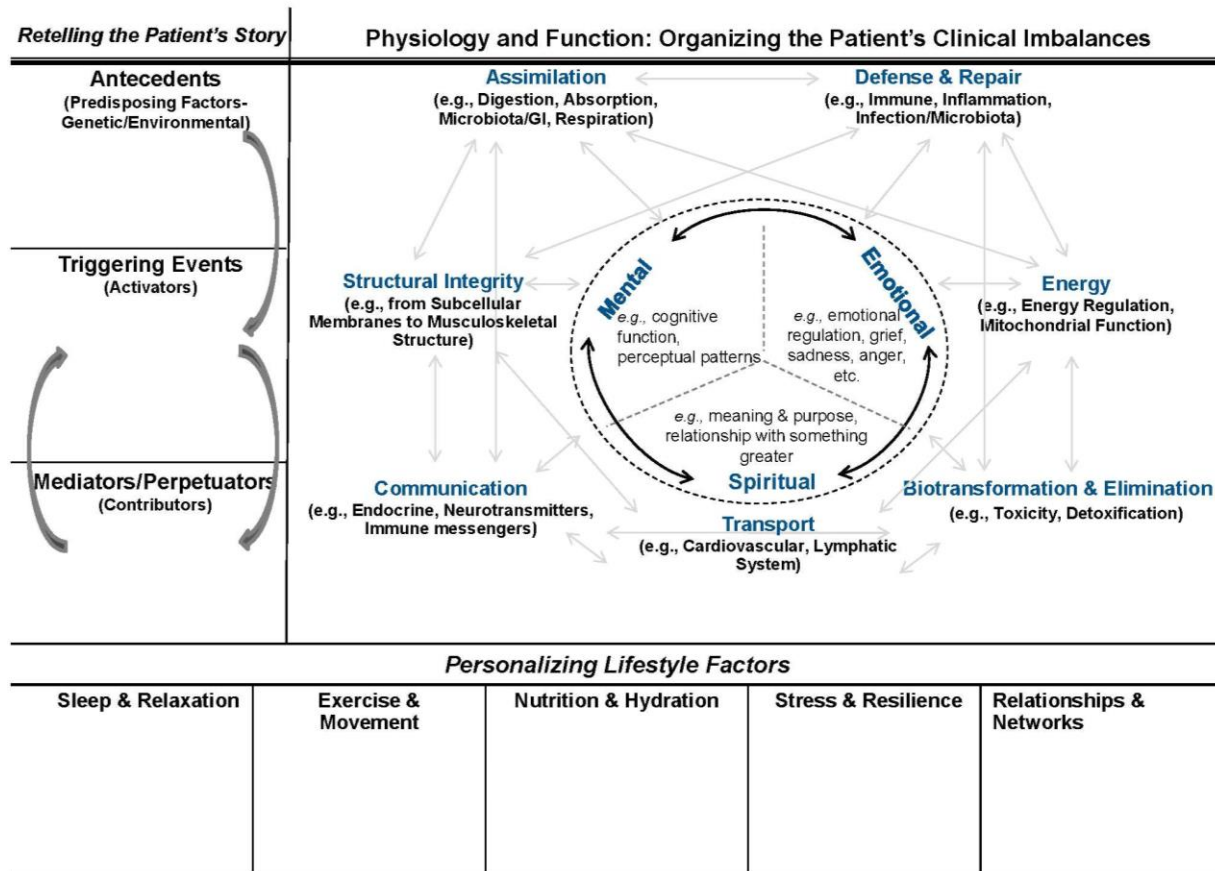 Retelling the Patient's Story
Physiology and Function: Organizing the Patient's Clinical Imbalances
Antecedents
(Predisposing Factors-
Genetic/Environmental)
Triggering Events
(Activators)
Mediators/Perpetuators
(Contributors)
Assimilation
(e.g., Digestion, Absorption,
Microbiota/GI, Respiration)
Defense & Repair
(e.g., Immune, Inflammation,
Infection/Microbiota)
Structural Integrity
(e.g., from Subcellular
Membranes to Musculoskeletal
Structure)
Mental
e.g., cognitive
function,
perceptual patterns
Emotional
e.g., emotional
regulation, grief,
sadness, anger,
etc.
Energy
(e.g., Energy Regulation,
Mitochondrial Function)
e.g., meaning & purpose,
relationship with something
greater
Spiritual
Communication
(e.g., Endocrine, Neurotransmitters,
Immune messengers)
Transport
(e.g., Cardiovascular, Lymphatic
System)
Biotransformation & Elimination
(e.g., Toxicity, Detoxification)
Personalizing Lifestyle Factors
Sleep & Relaxation
Exercise &
Movement
Nutrition & Hydration
Stress & Resilience
Relationships &
Networks